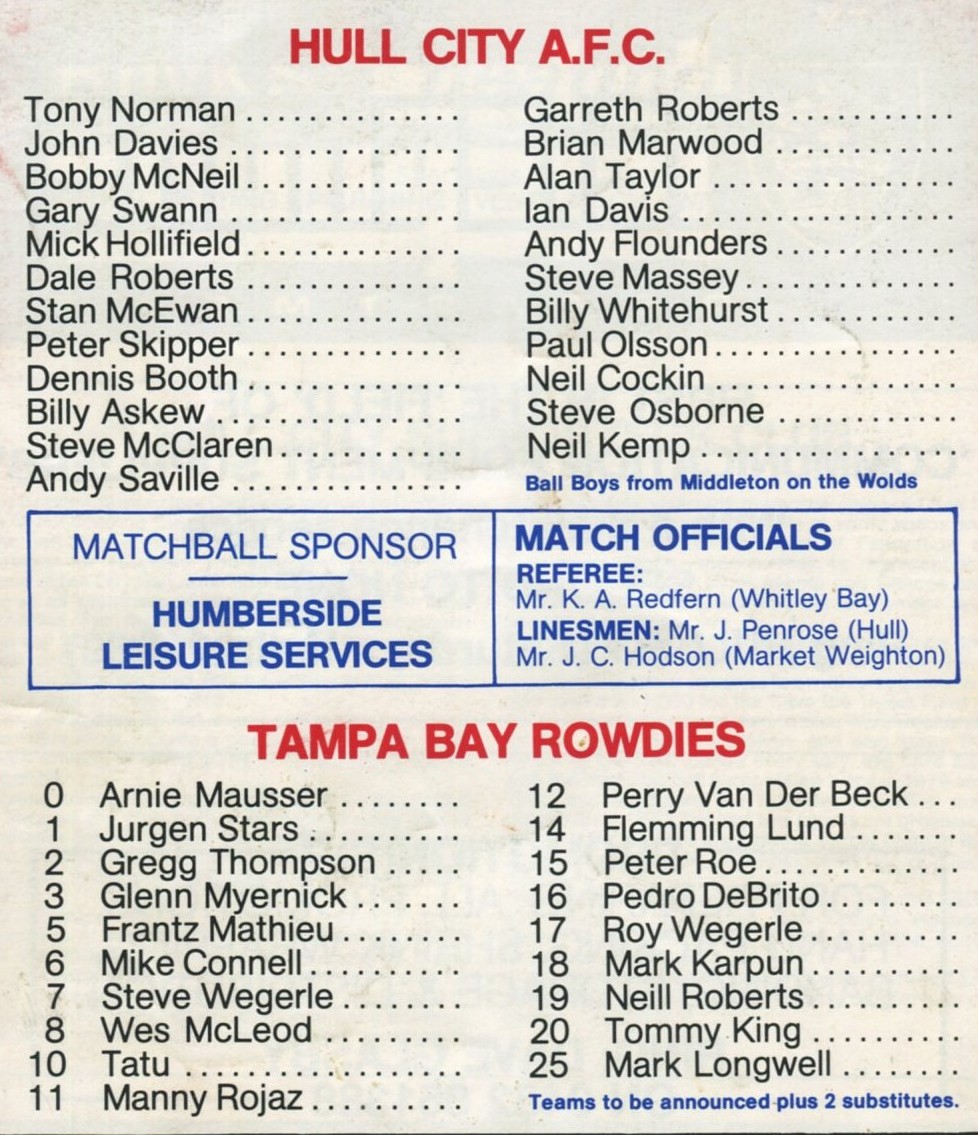 HULL CITY A.F.C.
Tony Norman ..............
John Davies ..............
Bobby McNeil..............
Gary Swann ..............
Mick Hollifield..............
Dale Roberts ..............
Stan McEwan ..............
Peter Skipper ..............
Dennis Booth ..............
Billy Askew ..............
Steve McClaren ............
Andy Saville ..............
Garreth Roberts ...........
Brian Marwood ............
Alan Taylor ...............
Ian Davis .................
Andy Flounders ............
Steve Massey..............
Billy Whitehurst ............
Paul Olsson................
Neil Cockin ...............
Steve Osborne ............
Neil Kemp ................
Ball Boys from Middleton on the Wolds
MATCHBALL SPONSOR
HUMBERSIDE
LEISURE SERVICES
MATCH OFFICIALS
REFEREE:
Mr. K. A. Redfern (Whitley Bay)
LINESMEN: Mr. J. Penrose (Hull)
Mr. J. C. Hodson (Market Weighton)
TAMPA BAY ROWDIES
0 Arnie Mausser ........
1 Jurgen Stars ..........
2 Gregg Thompson .....
3 Glenn Myernick .......
5 Frantz Mathieu ........
6 Mike Connell ..........
7 Steve Wegerle ........
8 Wes McLeod ..........
10 Tatu .................
11 Manny Rojaz ..........
12 Perry Van Der Beck ...
14 Flemming Lund .......
15 Peter Roe ............
16 Pedro DeBrito .........
17 Roy Wegerle ..........
18 Mark Karpun ..........
19 Neill Roberts ..........
20 Tommy King ..........
25 Mark Longwell ........
Teams to be announced plus 2 substitutes.